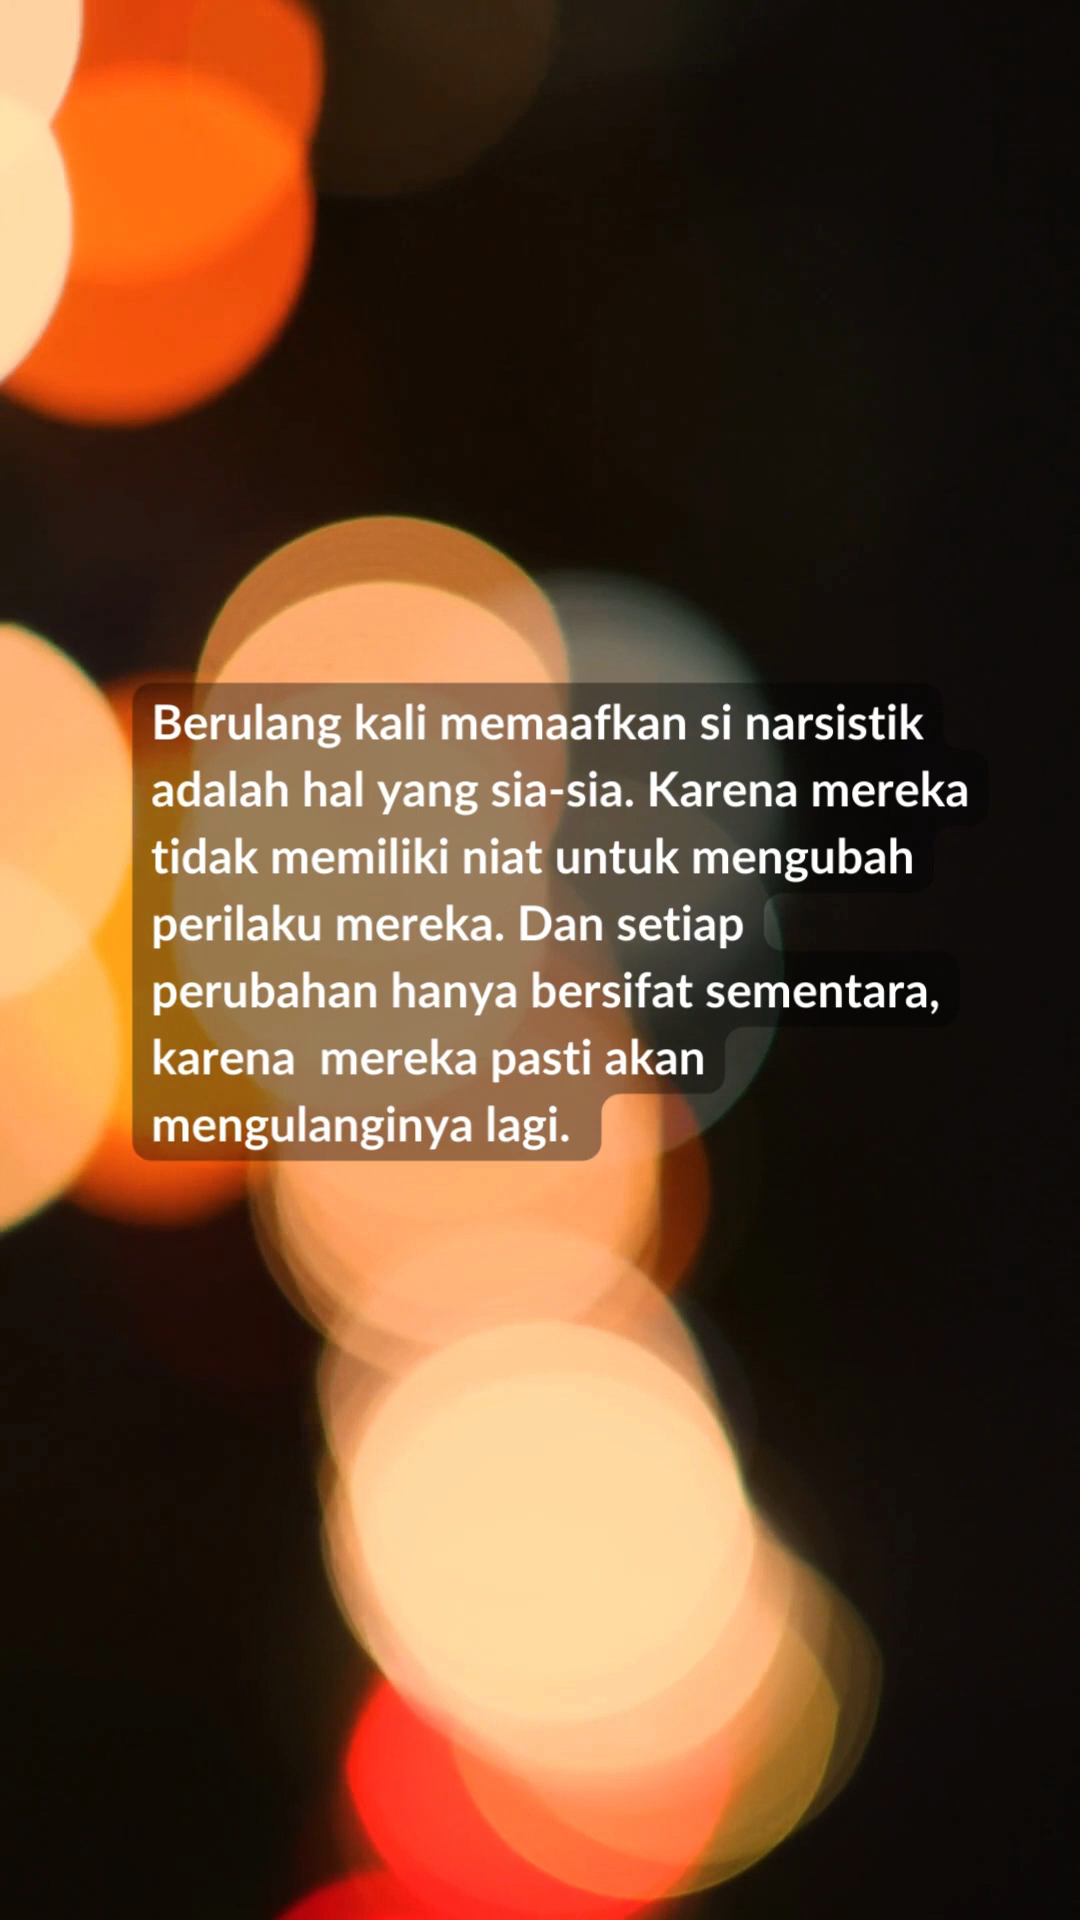 Berulang kali memaafkan si narsistik
adalah hal yang sia-sia. Karena mereka
tidak memiliki niat untuk mengubah
perilaku mereka. Dan setiap
perubahan hanya bersifat sementara,
karena  mereka pasti akan
mengulanginya lagi.